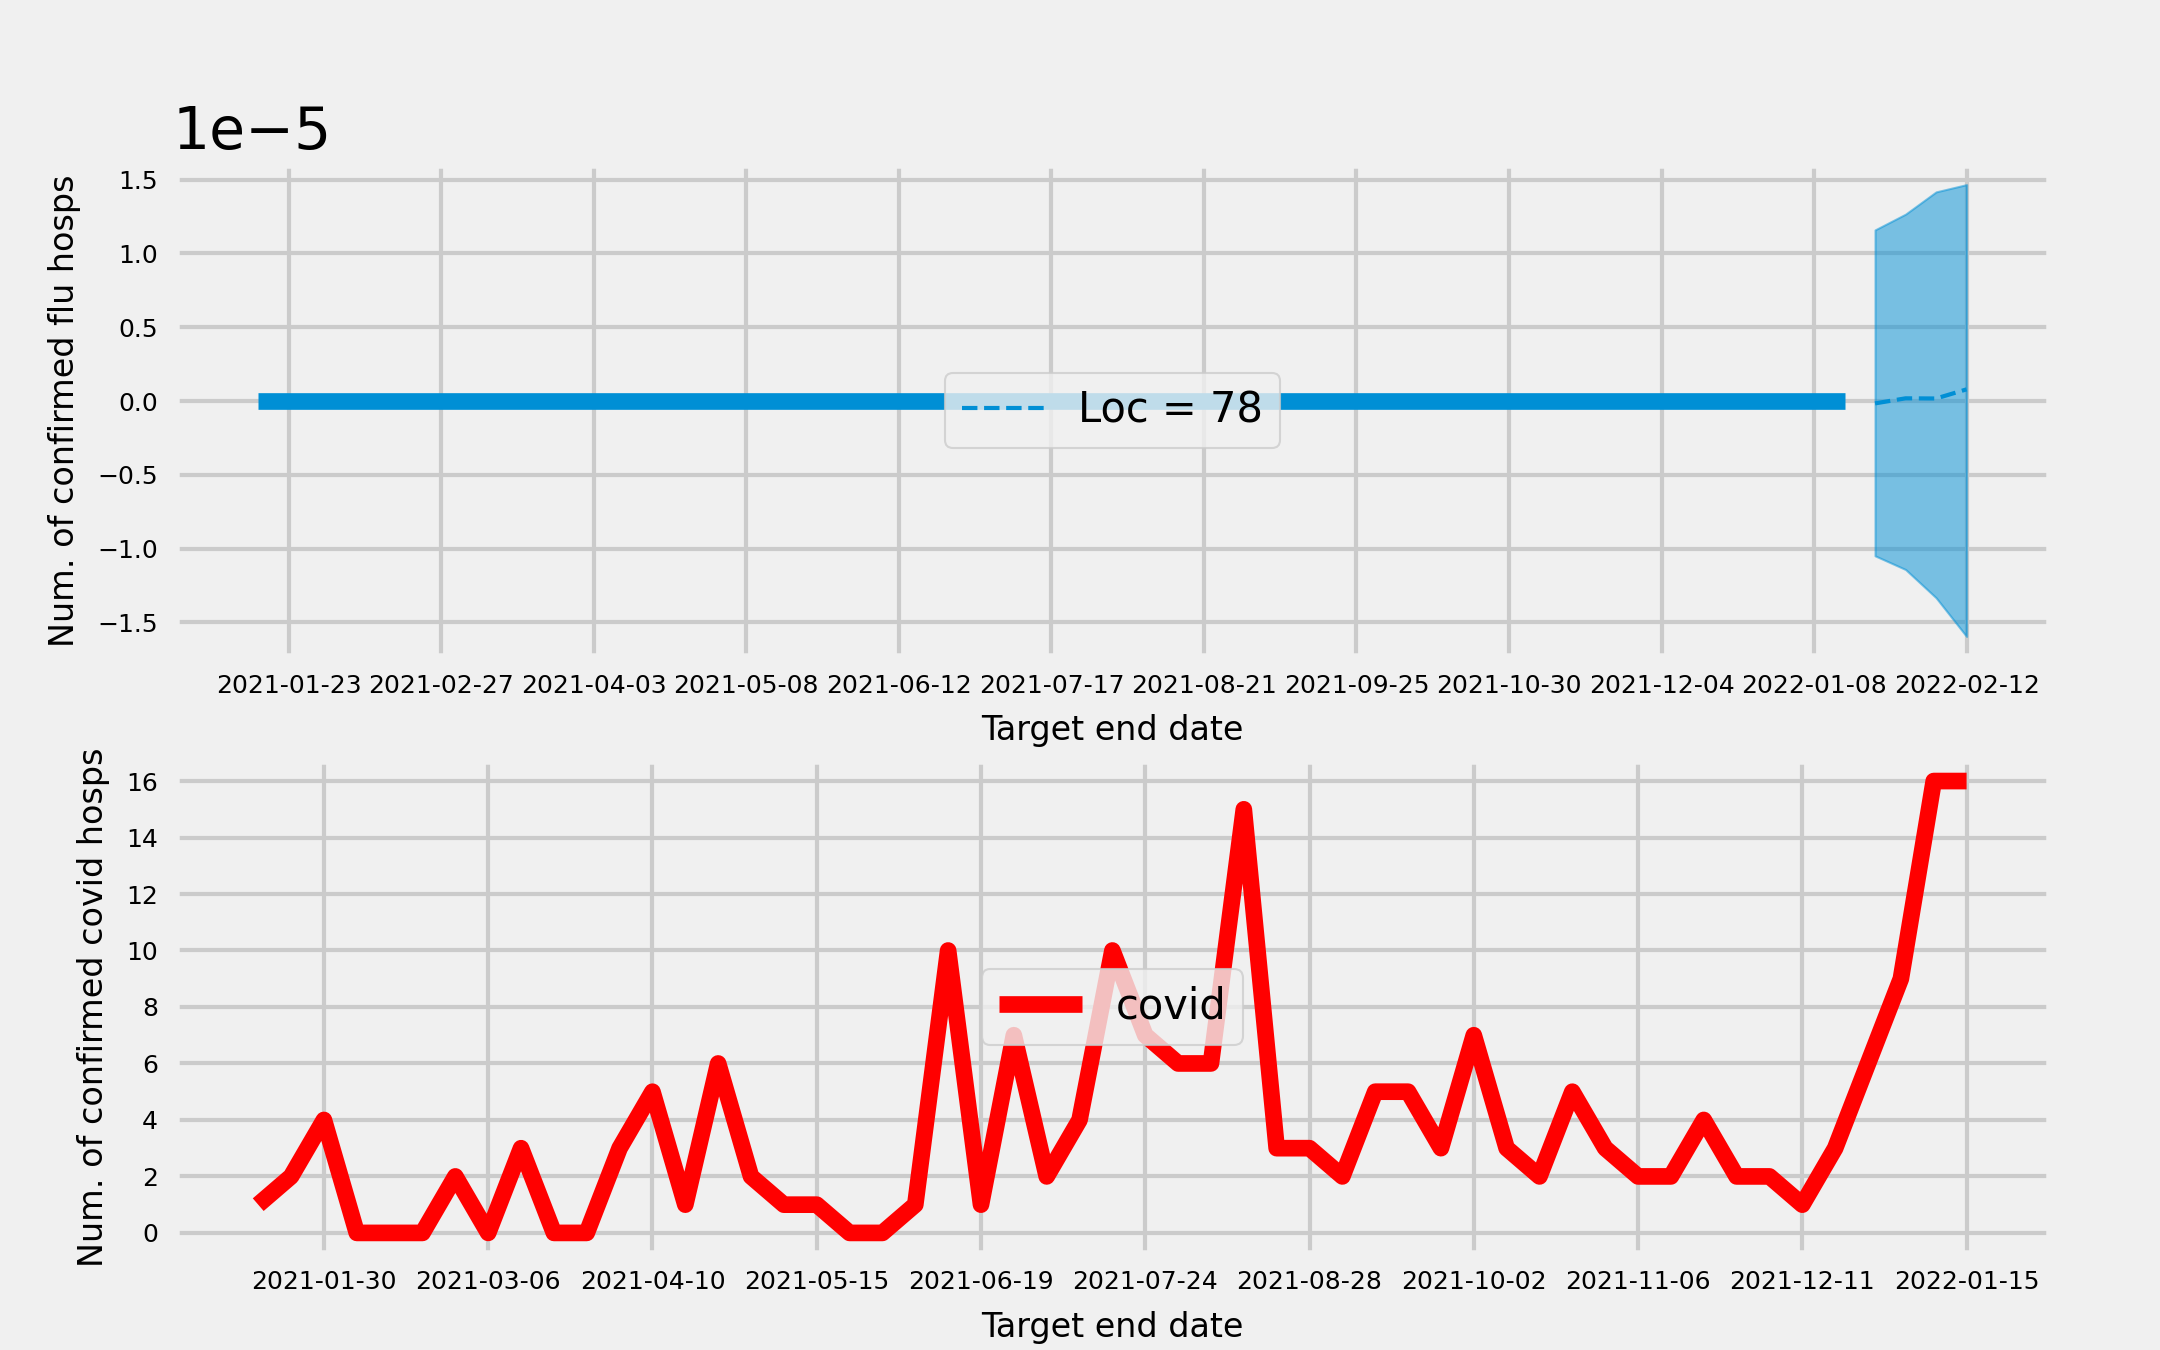 1e−5
Num. of confirmed flu hosps
1.5
1.0
0.5
0.0
−0.5
−1.0
−1.5
Loc = 78
2021-01-23 2021-02-27 2021-04-03 2021-05-08 2021-06-12 2021-07-17 2021-08-21 2021-09-25 2021-10-30 2021-12-04 2022-01-08 2022-02-12
Target end date
Num. of confirmed covid hosps
16
14
12
10
8
6
4
2
0
covid
2021-01-30 2021-03-06 2021-04-10 2021-05-15 2021-06-19 2021-07-24 2021-08-28 2021-10-02 2021-11-06 2021-12-11 2022-01-15
Target end date